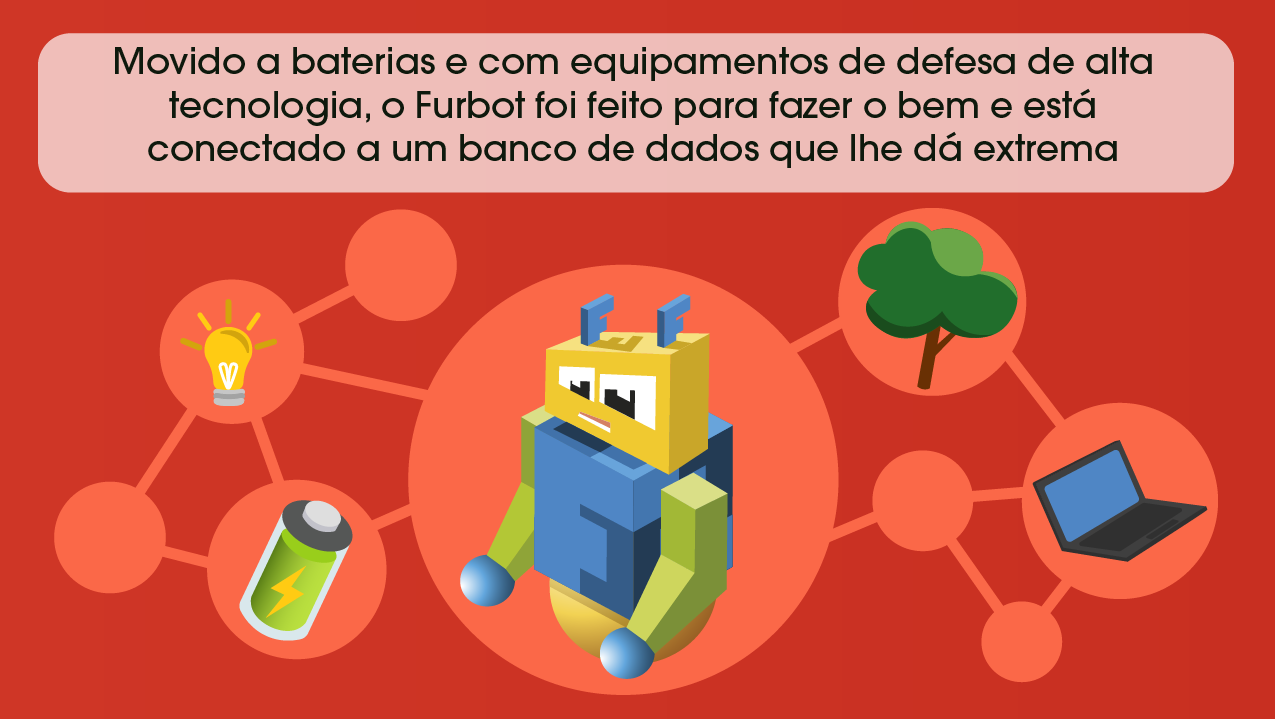 Movido a baterias e com equipamentos de defesa de alta
tecnologia, o Furbot foi feito para fazer o bem e está
conectado a um banco de dados que lhe dá extrema